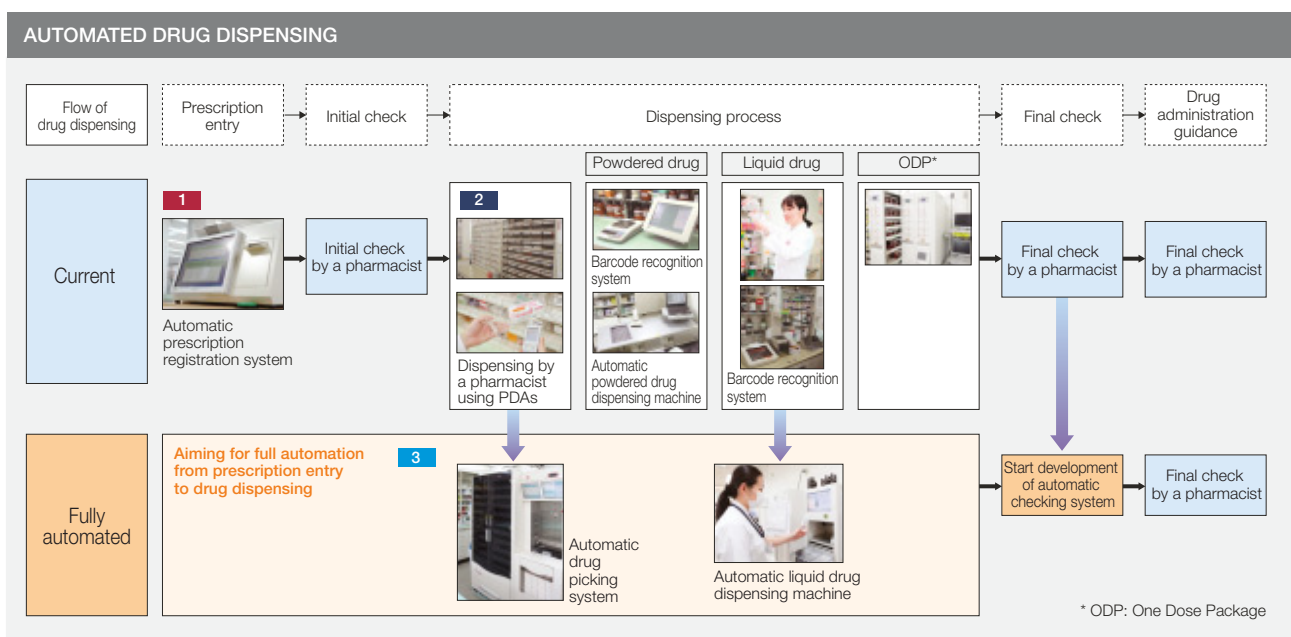 AUTOMATED DRUG DISPENSING
Flow of
drug dispensing
Prescription
entry
Initial check
Dispensing process
Final check
Drug
administration
guidance
Powdered drug
Liquid drug
ODP*
Current
1
Automatic
prescription
registration system
Initial check
by a pharmacist
2
Dispensing by
a pharmacist
using PDAs
Barcode recognition
system
Automatic
powdered drug
dispensing machine
Barcode recognition
system
Final check
by a pharmacist
Final check
by a pharmacist
Fully
automated
Aiming for full automation
from prescription entry
to drug dispensing
3
Automatic
drug
picking
system
Automatic liquid drug
dispensing machine
Start development
of automatic
checking system
Final check
by a pharmacist
* ODP: One Dose Package